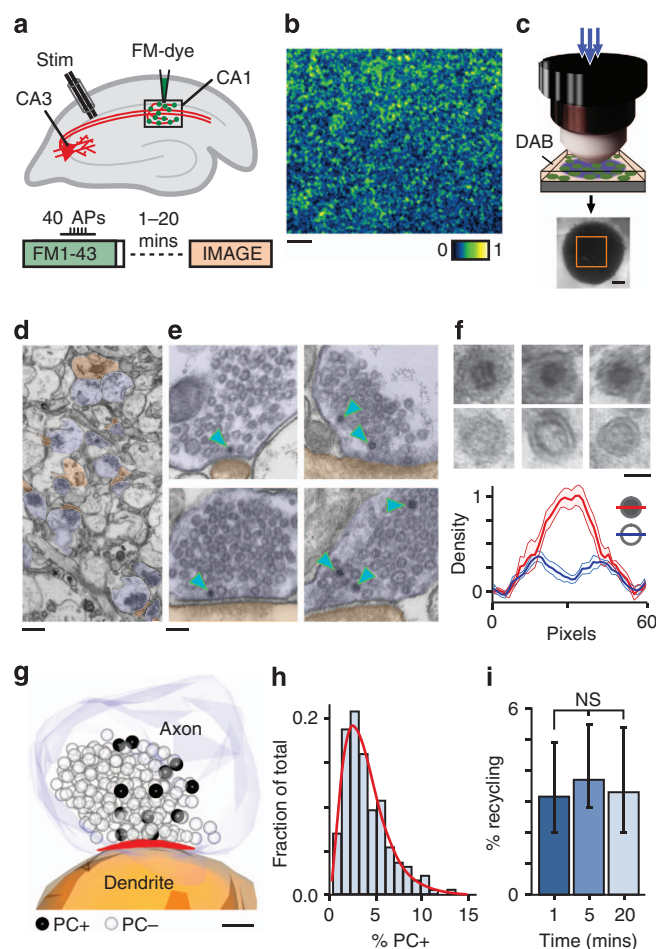 a
FM-dye
Stim
CA1
CA3
40 APs
1–20
mins
FM1-43
IMAGE
b
0 1
c
DAB
d
e
f
Density
1
0
0 30 60
Pixels
g
Axon
Dendrite
PC+ PC−
h
Fraction of total
0.2
0.0
0 5 10 15
% PC+
i
NS
% recycling
6
0
1 5 20
Time (mins)